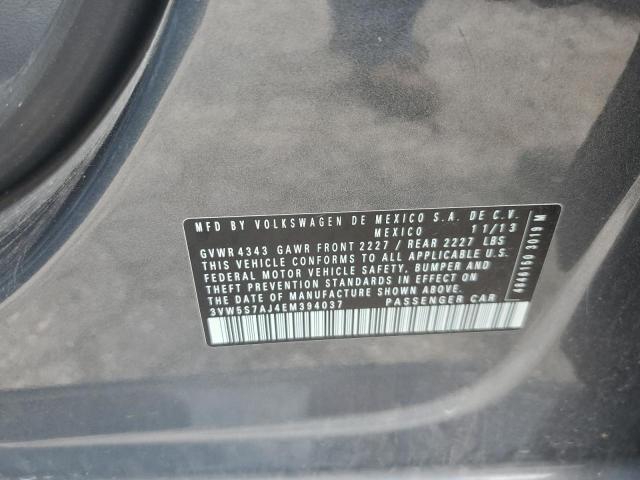 MFD BY VOLKSWAGEN DE MEXICO S.A. DE C.V.
MEXICO 11/13
GVWR 4343 GAWR FRONT 2227 / REAR 2227 LBS
THIS VEHICLE CONFORMS TO ALL APPLICABLE U.S.
FEDERAL MOTOR VEHICLE SAFETY, BUMPER AND
THEFT PREVENTION STANDARDS IN EFFECT ON
THE DATE OF MANUFACTURE SHOWN ABOVE.
3VW5S7AJ4EM394037 PASSENGER CAR
3019 M